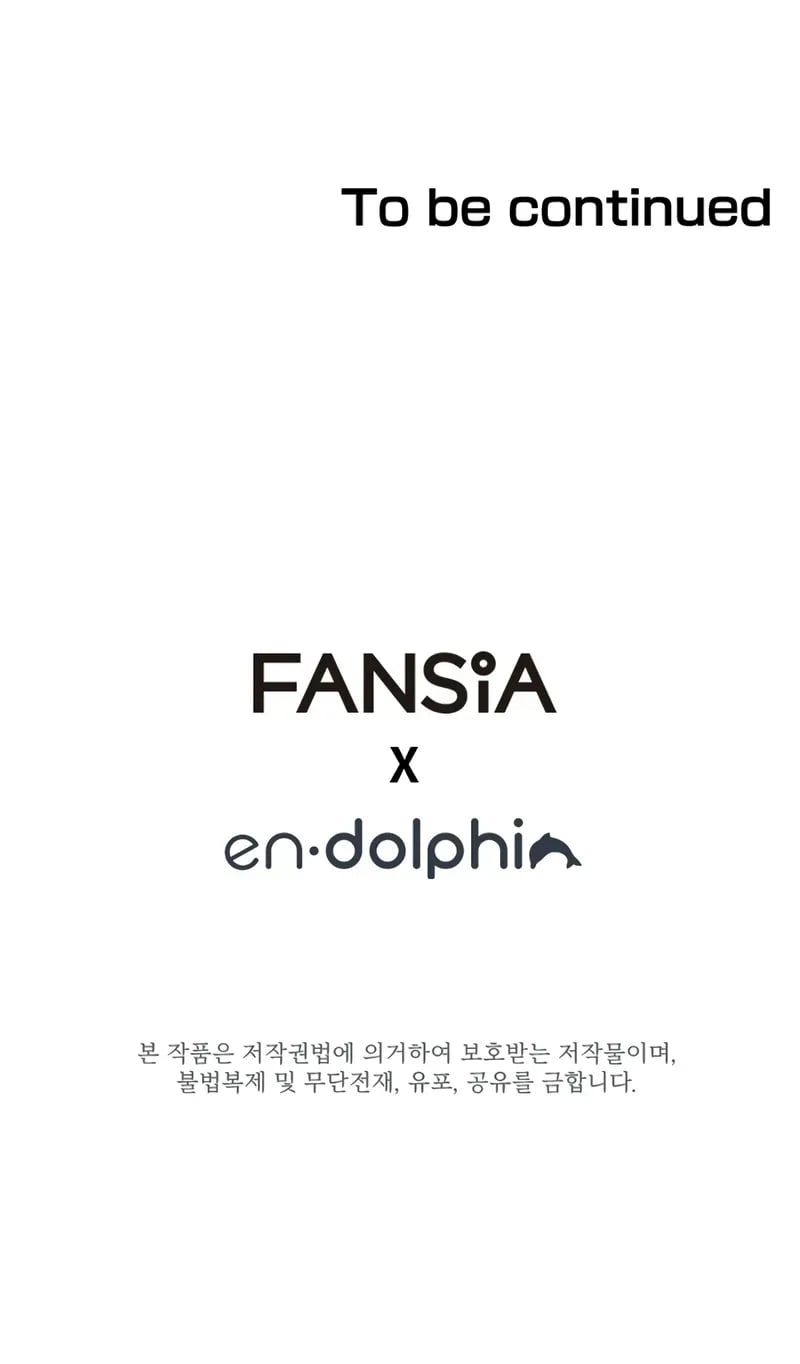 To be continued
FANSiA
X
en·dolphin
본 작품은 저작권법에 의거하여 보호받는 저작물이며,
불법복제 및 무단전재, 유포, 공유를 금합니다.